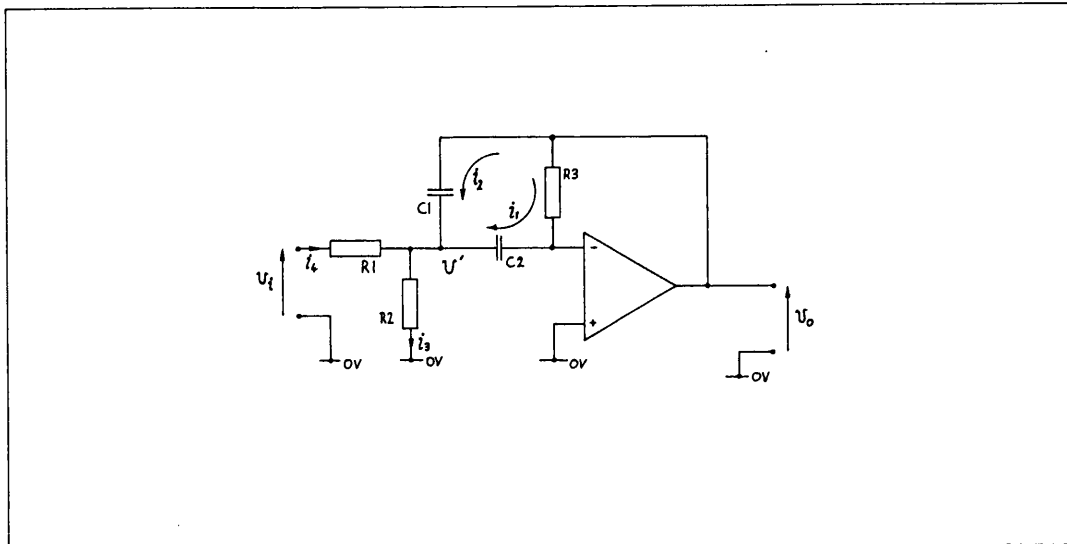 R3
i₂
C1
i₁
−
i₄
R1
υ′
C2
υᵢ
R2
+
i₃
υₒ
0V
0V
0V
0V